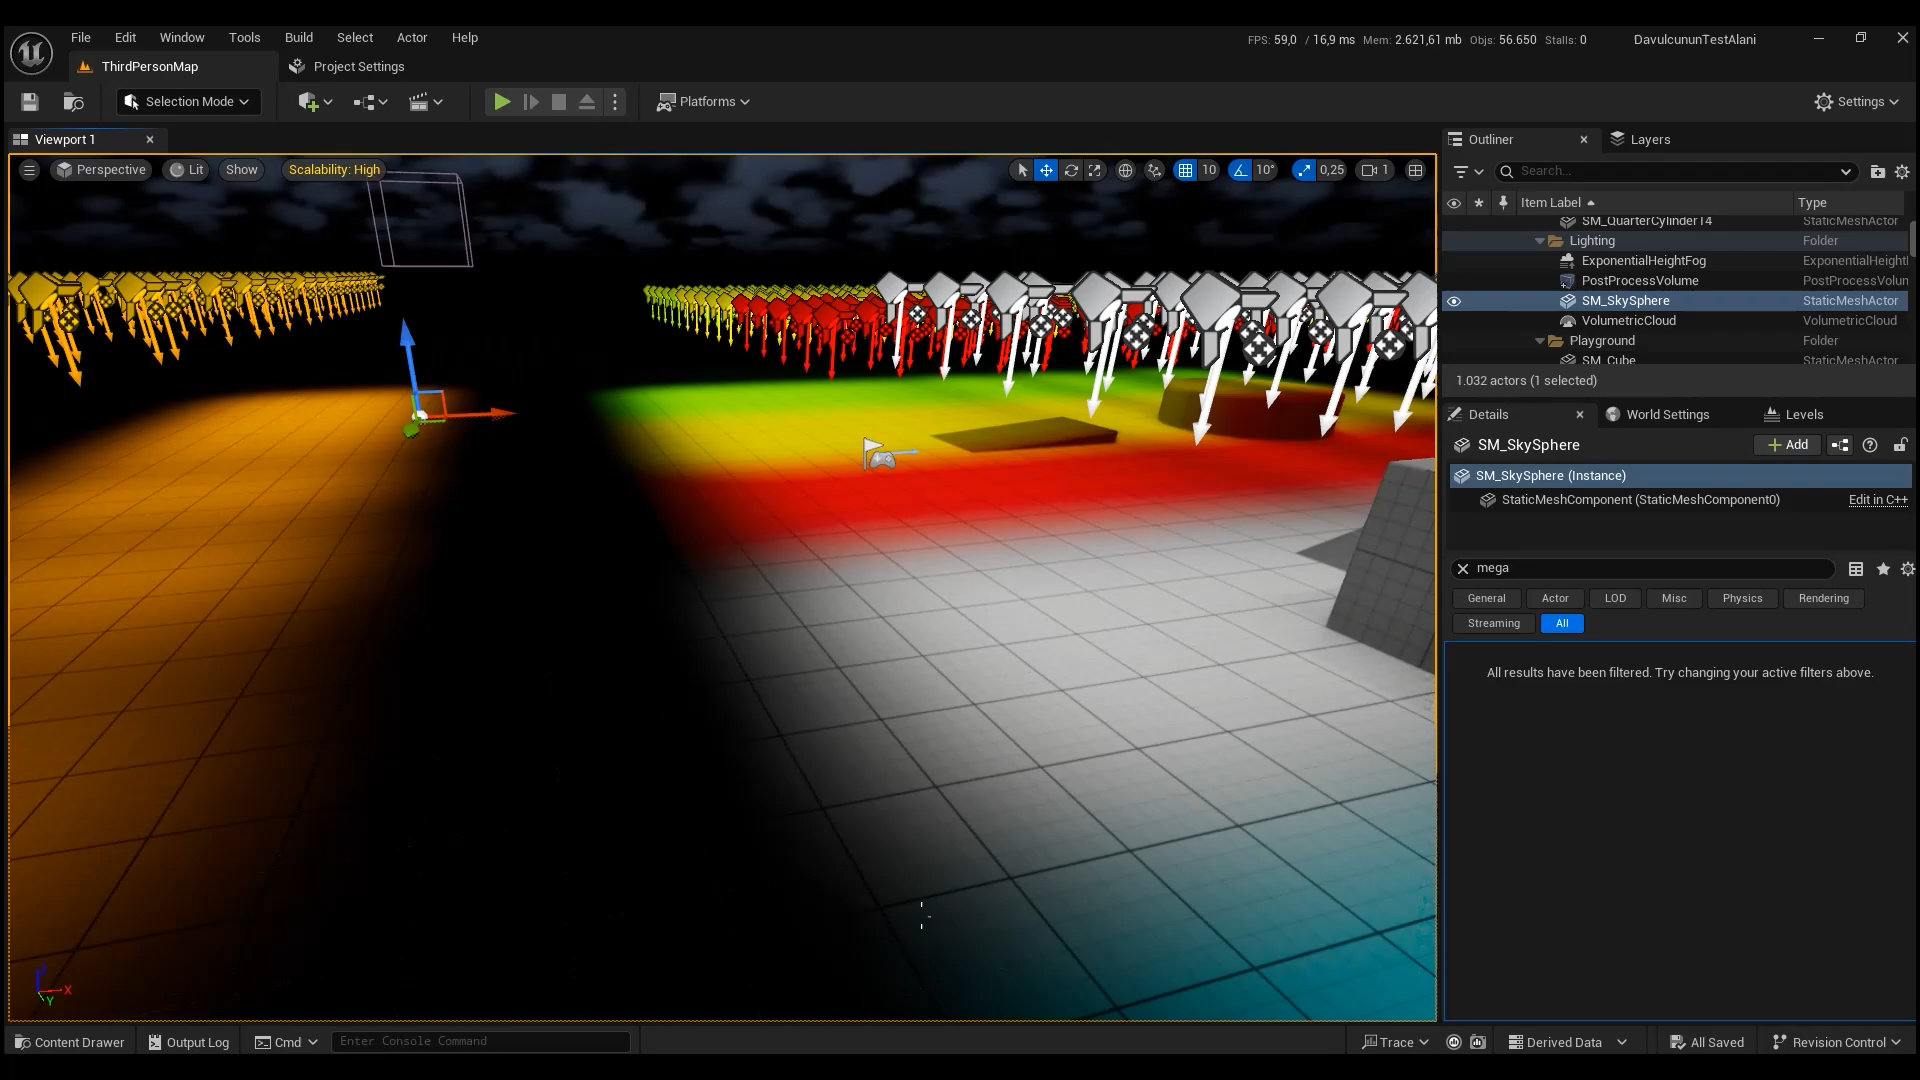 File Edit Window Tools Build Select Actor Help
FPS: 59,0 / 16,9 ms Mem: 2.621,61 mb Objs: 56.650 Stalls: 0
DavulcununTestAlani
ThirdPersonMap
Project Settings
Selection Mode
Platforms
Settings
Viewport 1
Outliner
Layers
Perspective
Lit
Show
Scalability: High
10
10°
0,25
1
Search...
Item Label
Type
SM_QuarterCylinder14 StaticMeshActor
Lighting Folder
ExponentialHeightFog ExponentialHeight
PostProcessVolume PostProcessVolun
SM_SkySphere StaticMeshActor
VolumetricCloud VolumetricCloud
Playground Folder
SM_Cube StaticMeshActor
1.032 actors (1 selected)
Details
World Settings
Levels
SM_SkySphere
Add
SM_SkySphere (Instance)
StaticMeshComponent (StaticMeshComponent0) Edit in C++
mega
General Actor LOD Misc Physics Rendering
Streaming All
All results have been filtered. Try changing your active filters above.
X
Y
Content Drawer
Output Log
Cmd
Enter Console Command
Trace
Derived Data
All Saved
Revision Control